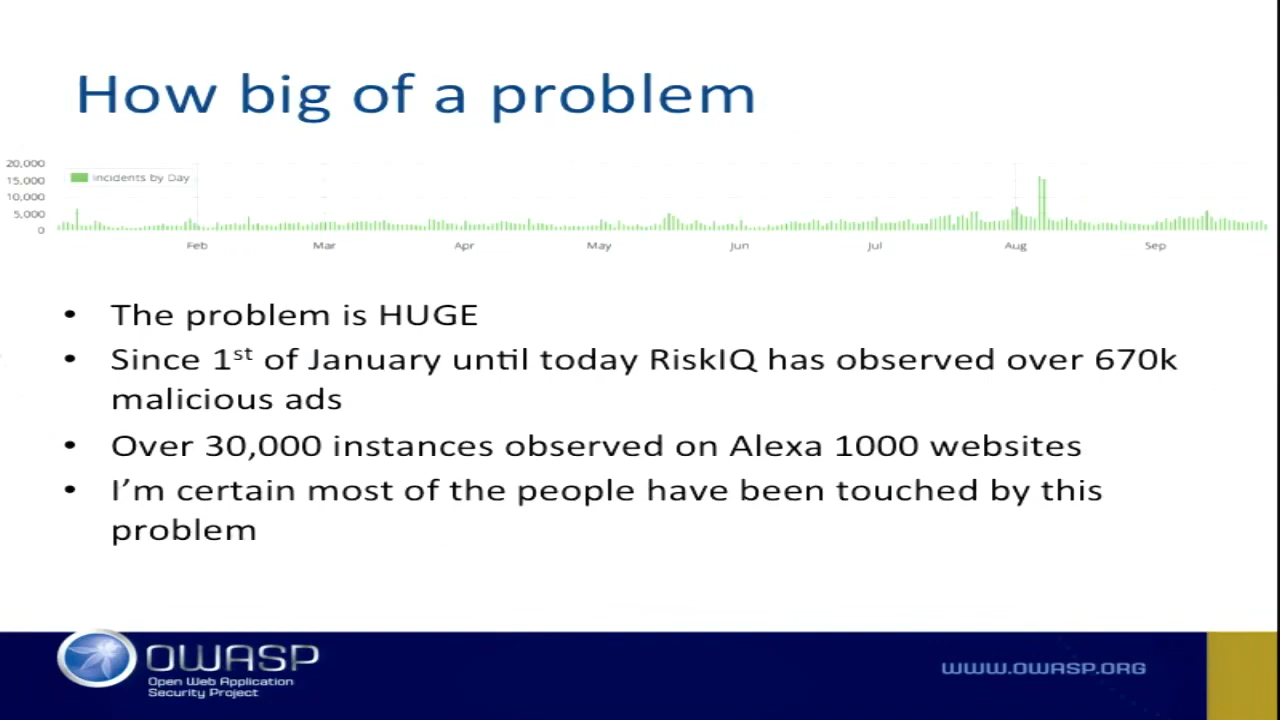 How big of a problem
20,000
15,000
10,000
5,000
0
Incidents by Day
Feb
Mar
Apr
May
Jun
Jul
Aug
Sep
• The problem is HUGE
• Since 1st of January until today RiskIQ has observed over 670k
malicious ads
• Over 30,000 instances observed on Alexa 1000 websites
• I’m certain most of the people have been touched by this
problem
OWASP
Open Web Application
Security Project
WWW.OWASP.ORG